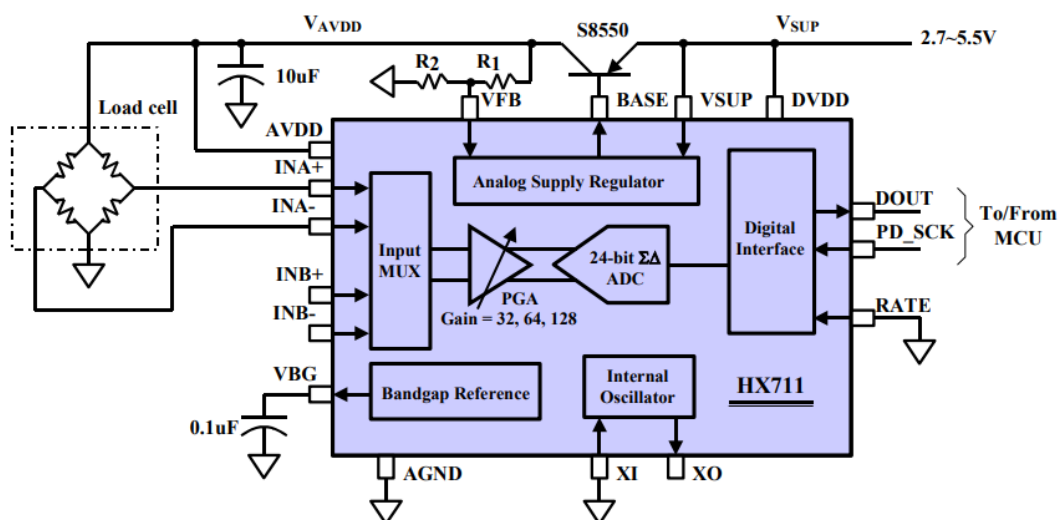 V_AVDD
S8550
V_SUP
2.7~5.5V
10uF
R2
R1
VFB
BASE
VSUP
DVDD
Load cell
AVDD
INA+
INA-
INB+
INB-
VBG
0.1uF
Analog Supply Regulator
Input
MUX
PGA
Gain = 32, 64, 128
24-bit ΣΔ
ADC
Digital
Interface
DOUT
PD_SCK
To/From
MCU
RATE
Bandgap Reference
Internal
Oscillator
HX711
AGND
XI
XO